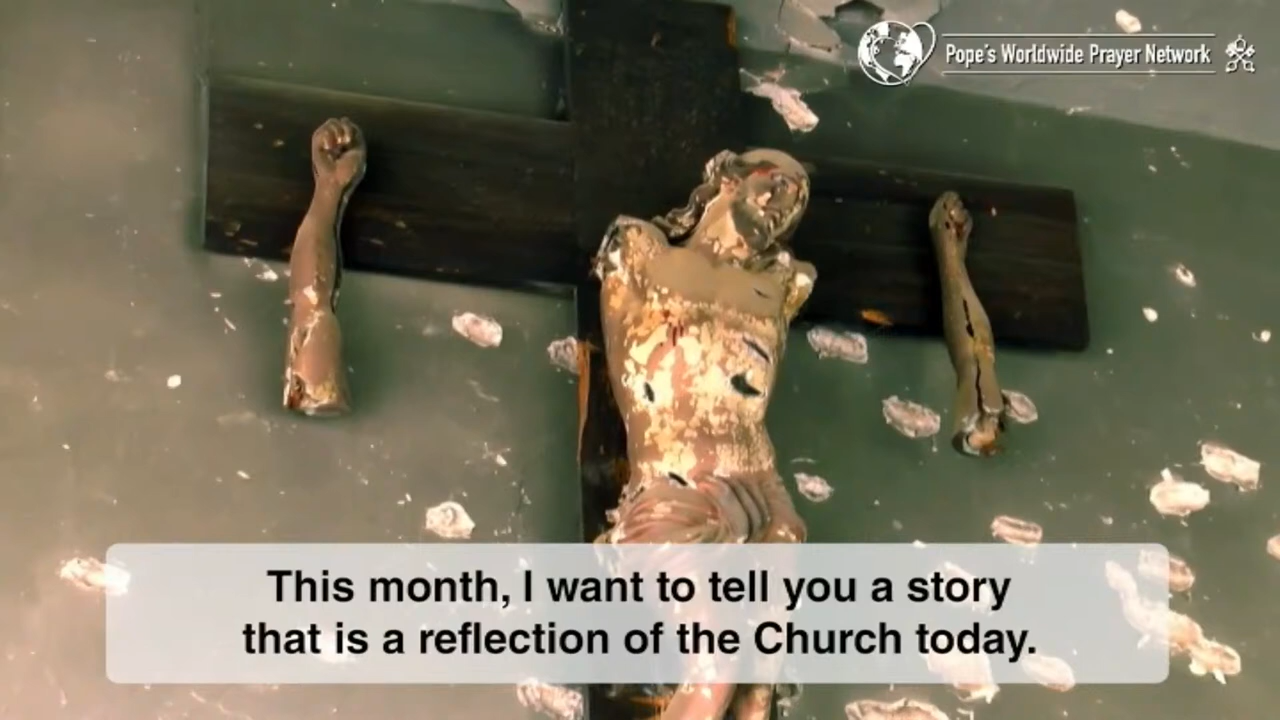 Pope's Worldwide Prayer Network
This month, I want to tell you a story
that is a reflection of the Church today.